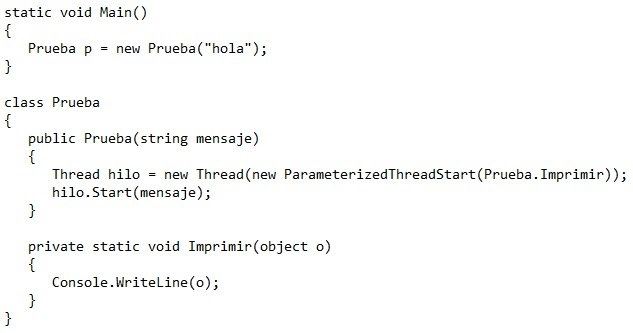 static void Main()
{
   Prueba p = new Prueba("hola");
}

class Prueba
{
   public Prueba(string mensaje)
   {
      Thread hilo = new Thread(new ParameterizedThreadStart(Prueba.Imprimir));
      hilo.Start(mensaje);
   }

   private static void Imprimir(object o)
   {
      Console.WriteLine(o);
   }
}